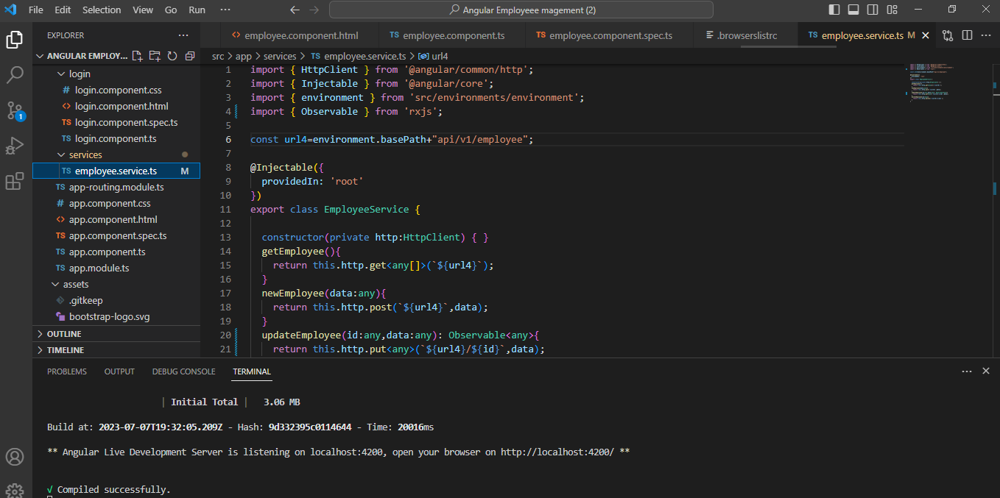 File Edit Selection View Go Run ··· Angular Employeee magement (2)
EXPLORER ···
ANGULAR EMPLOY...
login
# login.component.css
<> login.component.html
TS login.component.spec.ts
TS login.component.ts
services
TS employee.service.ts M
TS app-routing.module.ts
# app.component.css
<> app.component.html
TS app.component.spec.ts
TS app.component.ts
TS app.module.ts
assets
.gitkeep
bootstrap-logo.svg
OUTLINE
TIMELINE
1
<> employee.component.html TS employee.component.ts TS employee.component.spec.ts .browserslistrc TS employee.service.ts M ···
src > app > services > TS employee.service.ts > url4
1 import { HttpClient } from '@angular/common/http';
2 import { Injectable } from '@angular/core';
3 import { environment } from 'src/environments/environment';
4 import { Observable } from 'rxjs';
5
6 const url4=environment.basePath+"api/v1/employee";
7
8 @Injectable({
9 providedIn: 'root'
10 })
11 export class EmployeeService {
12
13 constructor(private http:HttpClient) { }
14 getEmployee(){
15 return this.http.get<any[]>(`${url4}`);
16 }
17 newEmployee(data:any){
18 return this.http.post(`${url4}`,data);
19 }
20 updateEmployee(id:any,data:any): Observable<any>{
21 return this.http.put<any>(`${url4}/${id}`,data);
PROBLEMS OUTPUT DEBUG CONSOLE TERMINAL ···
| Initial Total | 3.06 MB
Build at: 2023-07-07T19:32:05.209Z - Hash: 9d332395c0114644 - Time: 20016ms
** Angular Live Development Server is listening on localhost:4200, open your browser on http://localhost:4200/ **
√ Compiled successfully.